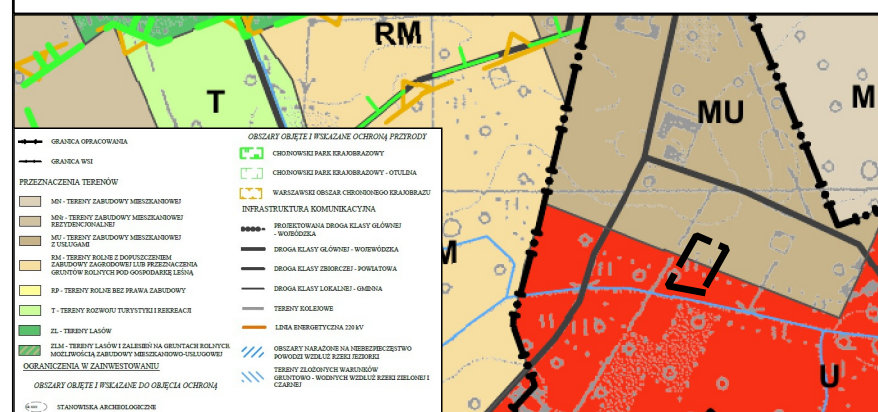 RM
T
MU
M
M
U
GRANICA OPRACOWANIA
GRANICA WSI
PRZEZNACZENIA TERENÓW
MN - TERENY ZABUDOWY MIESZKANIOWEJ
MNr - TERENY ZABUDOWY MIESZKANIOWEJ
REZYDENCJONALNEJ
MU - TERENY ZABUDOWY MIESZKANIOWEJ
Z USŁUGAMI
RM - TERENY ROLNE Z DOPUSZCZENIEM
ZABUDOWY ZAGRODOWEJ LUB PRZEZNACZENIA
GRUNTÓW ROLNYCH POD GOSPODARKĘ LEŚNĄ
RP - TERENY ROLNE BEZ PRAWA ZABUDOWY
T - TERENY ROZWOJU TURYSTYKI I REKREACJI
ZL - TERENY LASÓW
ZLM - TERENY LASÓW I ZALESIEŃ NA GRUNTACH ROLNYCH
MOŻLIWOŚCIĄ ZABUDOWY MIESZKANIOWO-USŁUGOWEJ
OGRANICZENIA W ZAINWESTOWANIU
OBSZARY OBJĘTE I WSKAZANE DO OBJĘCIA OCHRONĄ
STANOWISKA ARCHEOLOGICZNE
OBSZARY OBJĘTE I WSKAZANE OCHRONĄ PRZYRODY
CHOJNOWSKI PARK KRAJOBRAZOWY
CHOJNOWSKI PARK KRAJOBRAZOWY - OTULINA
WARSZAWSKI OBSZAR CHRONIONEGO KRAJOBRAZU
INFRASTRUKTURA KOMUNIKACYJNA
PROJEKTOWANA DROGA KLASY GŁÓWNEJ
- WOJEWÓDZKA
DROGA KLASY GŁÓWNEJ - WOJEWÓDZKA
DROGA KLASY ZBIORCZEJ - POWIATOWA
DROGA KLASY LOKALNEJ - GMINNA
TERENY KOLEJOWE
LINIA ENERGETYCZNA 220 kV
OBSZARY NARAŻONE NA NIEBEZPIECZEŃSTWO
POWODZI WZDŁUŻ RZEKI JEZIORKI
TERENY ZŁOŻONYCH WARUNKÓW
GRUNTOWO - WODNYCH WZDŁUŻ RZEKI ZIELONEJ I
CZARNEJ